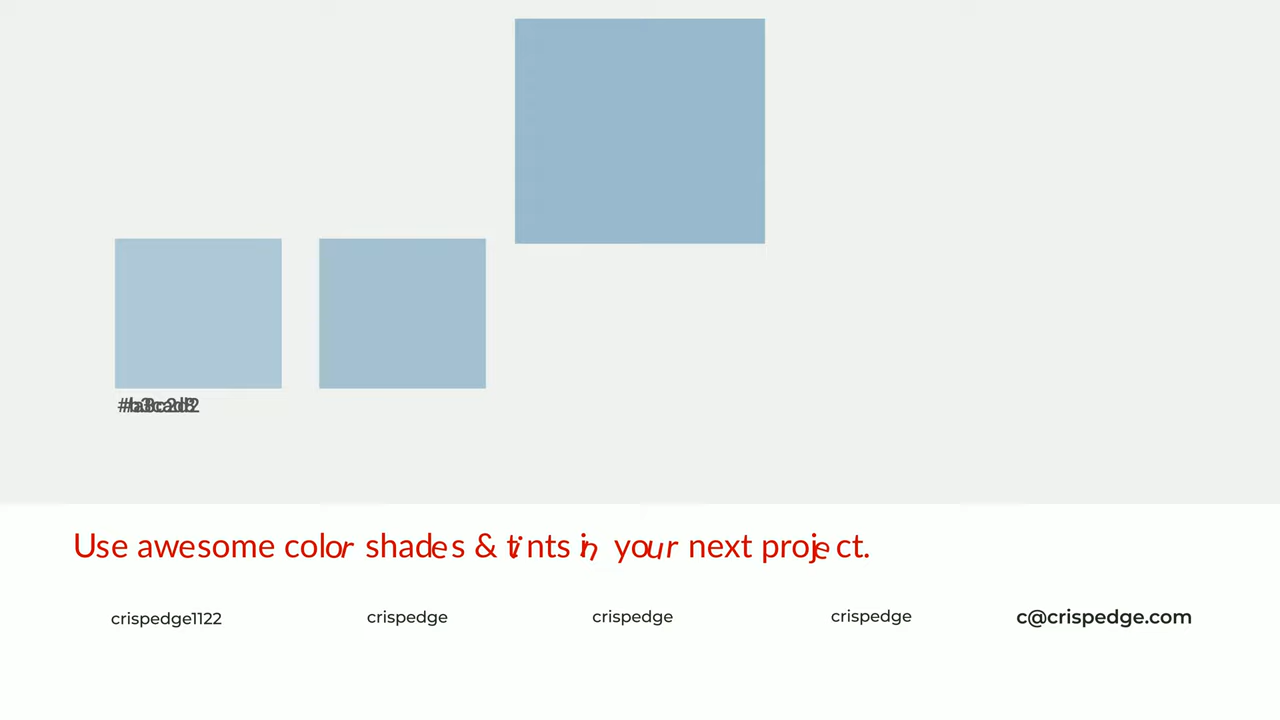 Use awesome color shades & tints in your next project.
crispedge1122 crispedge crispedge crispedge c@crispedge.com